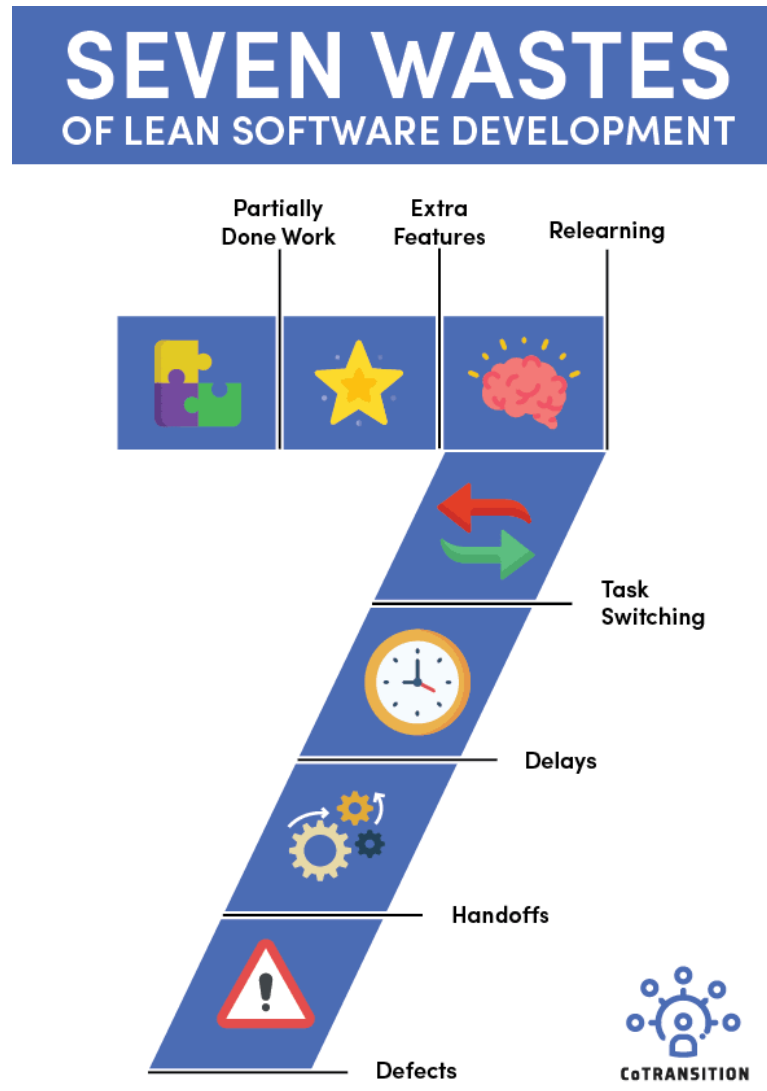 SEVEN WASTES
OF LEAN SOFTWARE DEVELOPMENT
Partially
Done Work
Extra
Features
Relearning
Task
Switching
Delays
Handoffs
Defects
CoTRANSITION